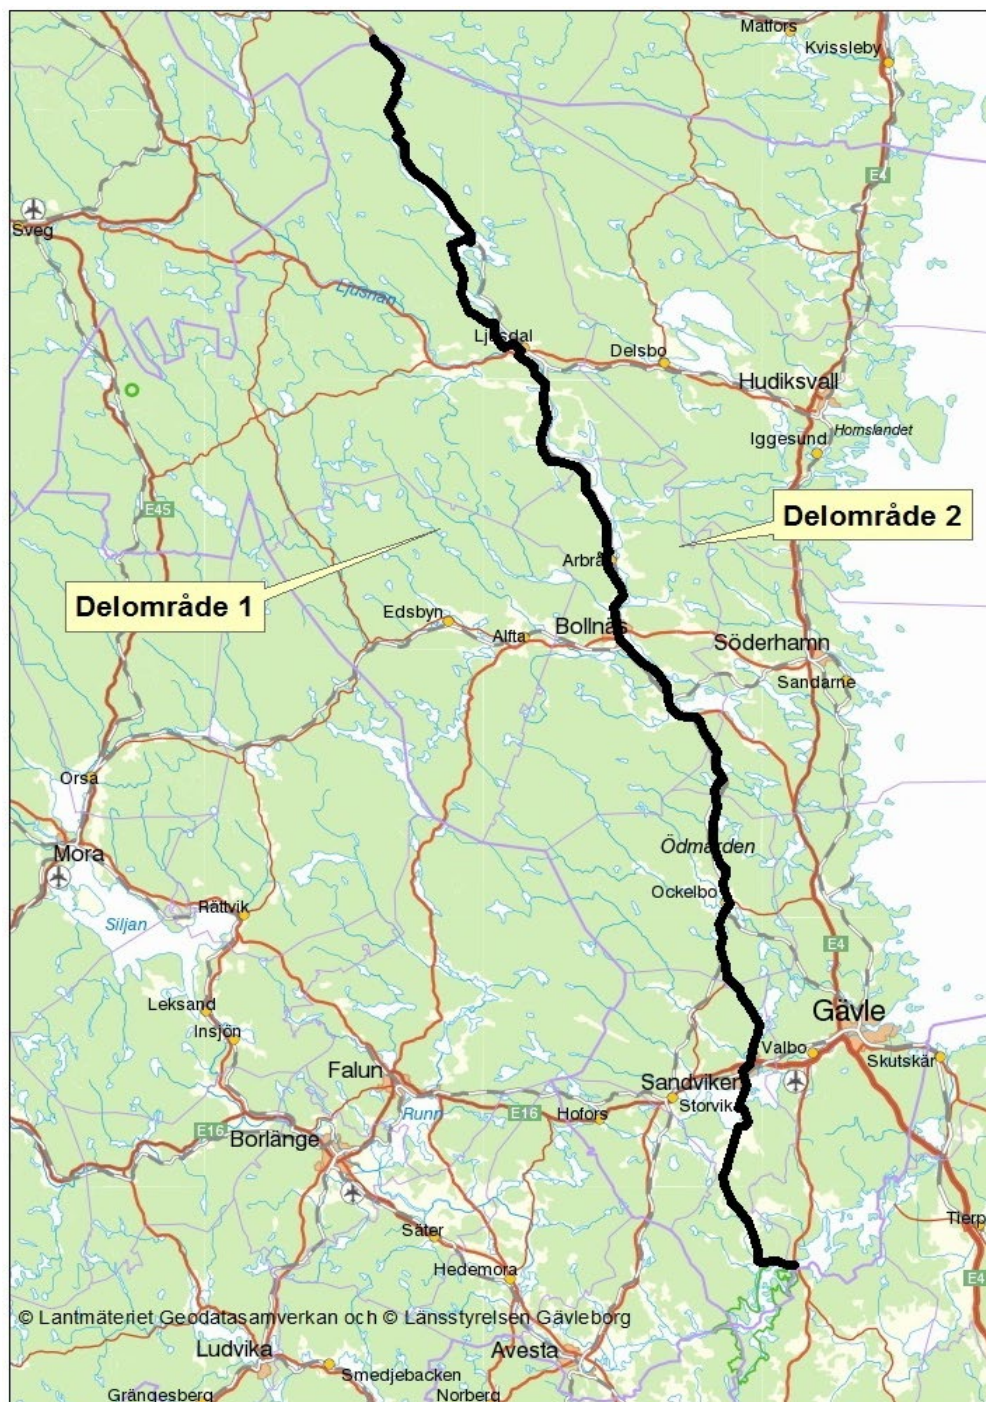 Matfors
Kvissleby
E4
Sveg
Ljusnan
Ljusdal
Delsbo
Hudiksvall
Hornslandet
Iggesund
E45
Delområde 2
Arbrå
Delområde 1
Edsbyn
Alfta
Bollnäs
Söderhamn
Sandarne
Orsa
Mora
Ödmården
Ockelbo
Siljan
Rättvik
E4
Leksand
Insjön
Gävle
Valbo
Skutskär
Falun
Sandviken
Storvik
Runn
E16
Hofors
E16
Borlänge
Säter
Tierp
Hedemora
E4
© Lantmäteriet Geodatasamverkan och © Länsstyrelsen Gävleborg
Ludvika
Avesta
Smedjebacken
Grängesberg
Norberg